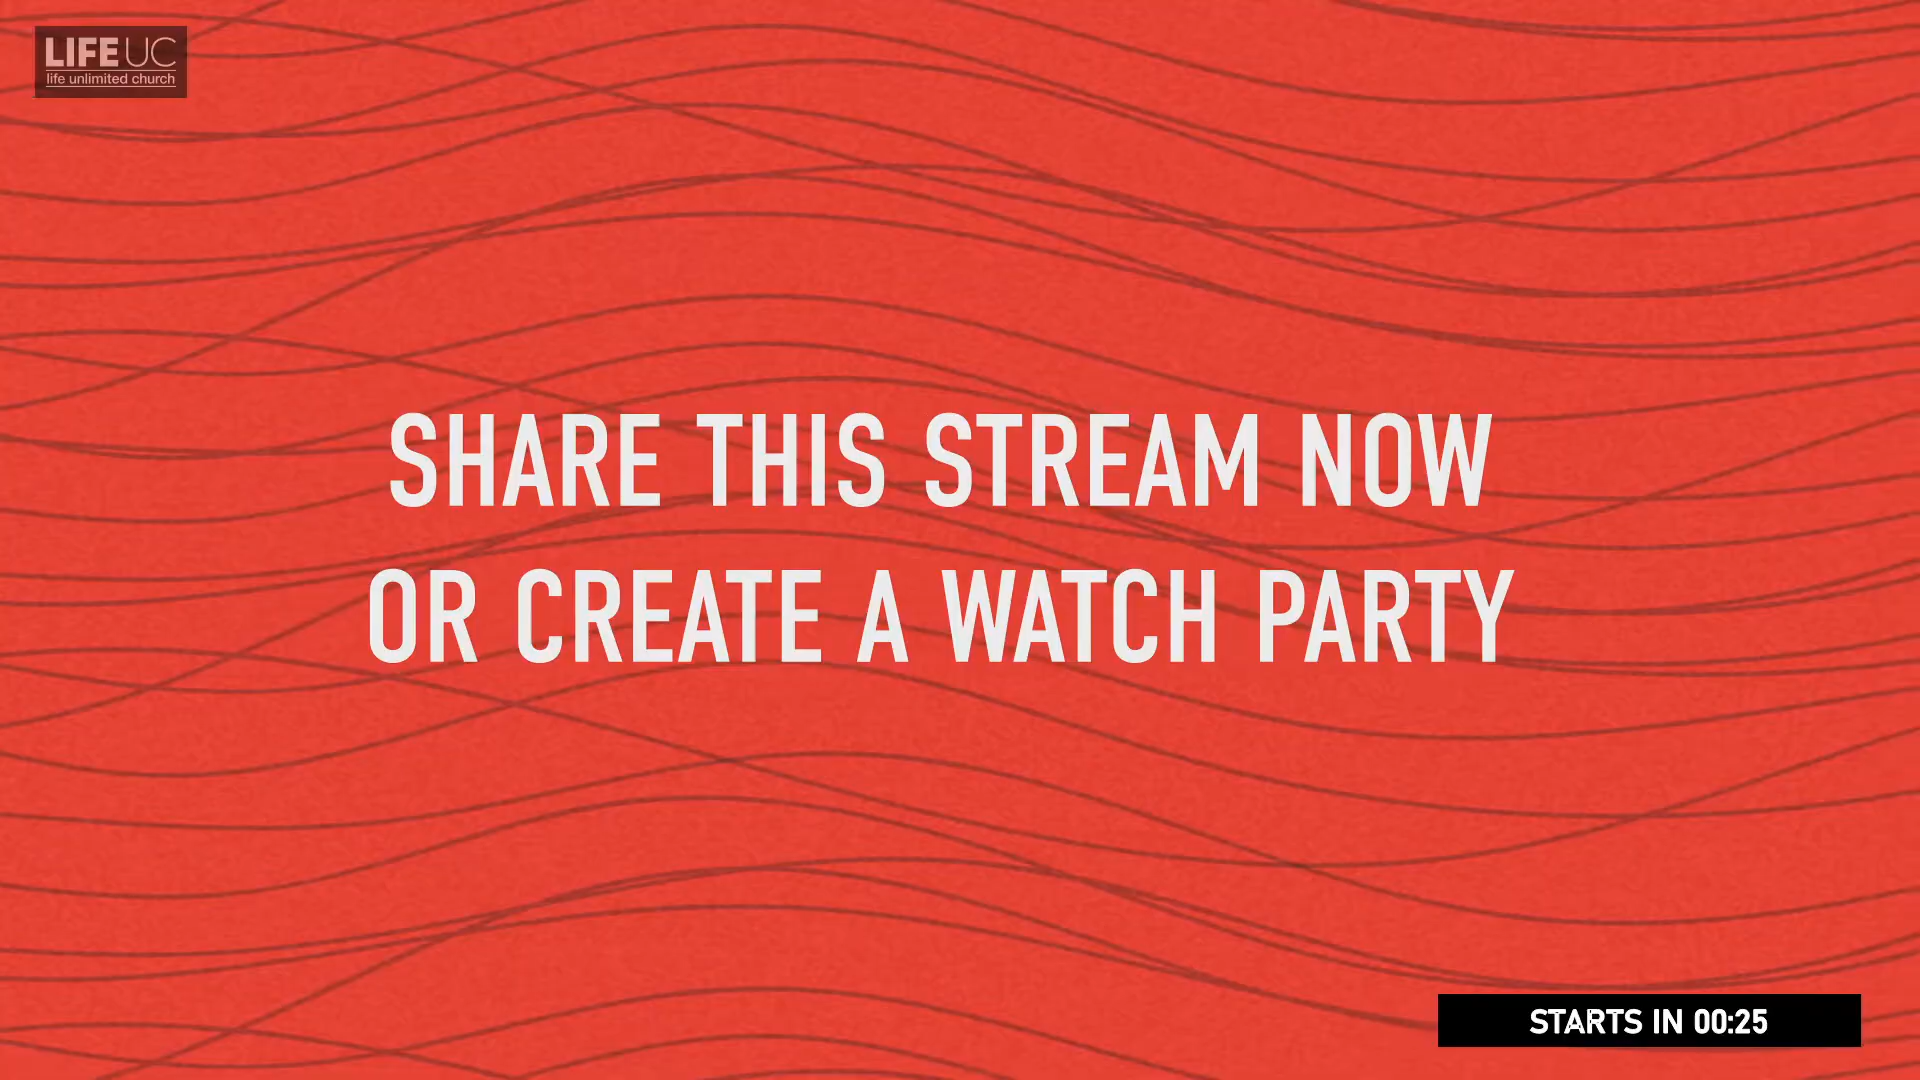 LIFE UC
life unlimited church
SHARE THIS STREAM NOW
OR CREATE A WATCH PARTY
STARTS IN 00:25